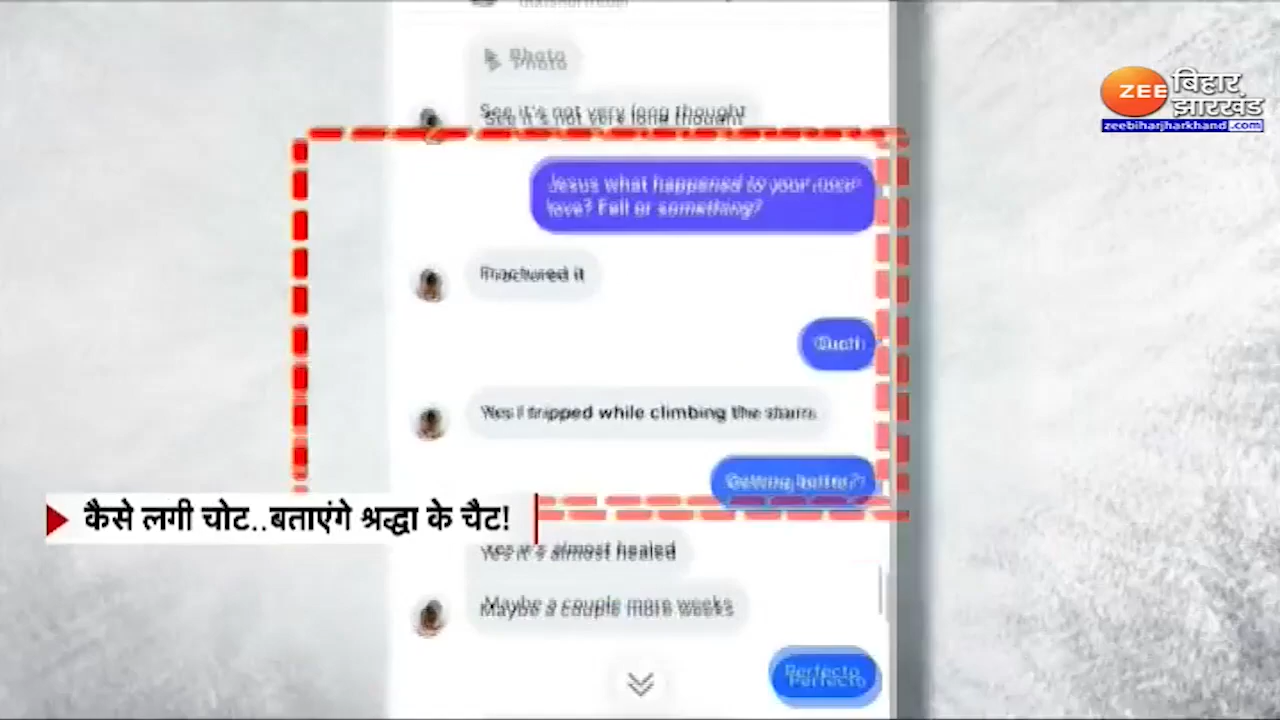 Photo
See it's not very long thought
ZEE बिहार
झारखंड
zeebiharjharkhand.com
Jesus what happened to your nose
love? Fell or something?
Fractured it
Ouch
Yes I tripped while climbing the stairs
Getting better?
कैसे लगी चोट..बताएंगे श्रद्धा के चैट!
Yes it's almost healed
Maybe a couple more weeks
Perfecto